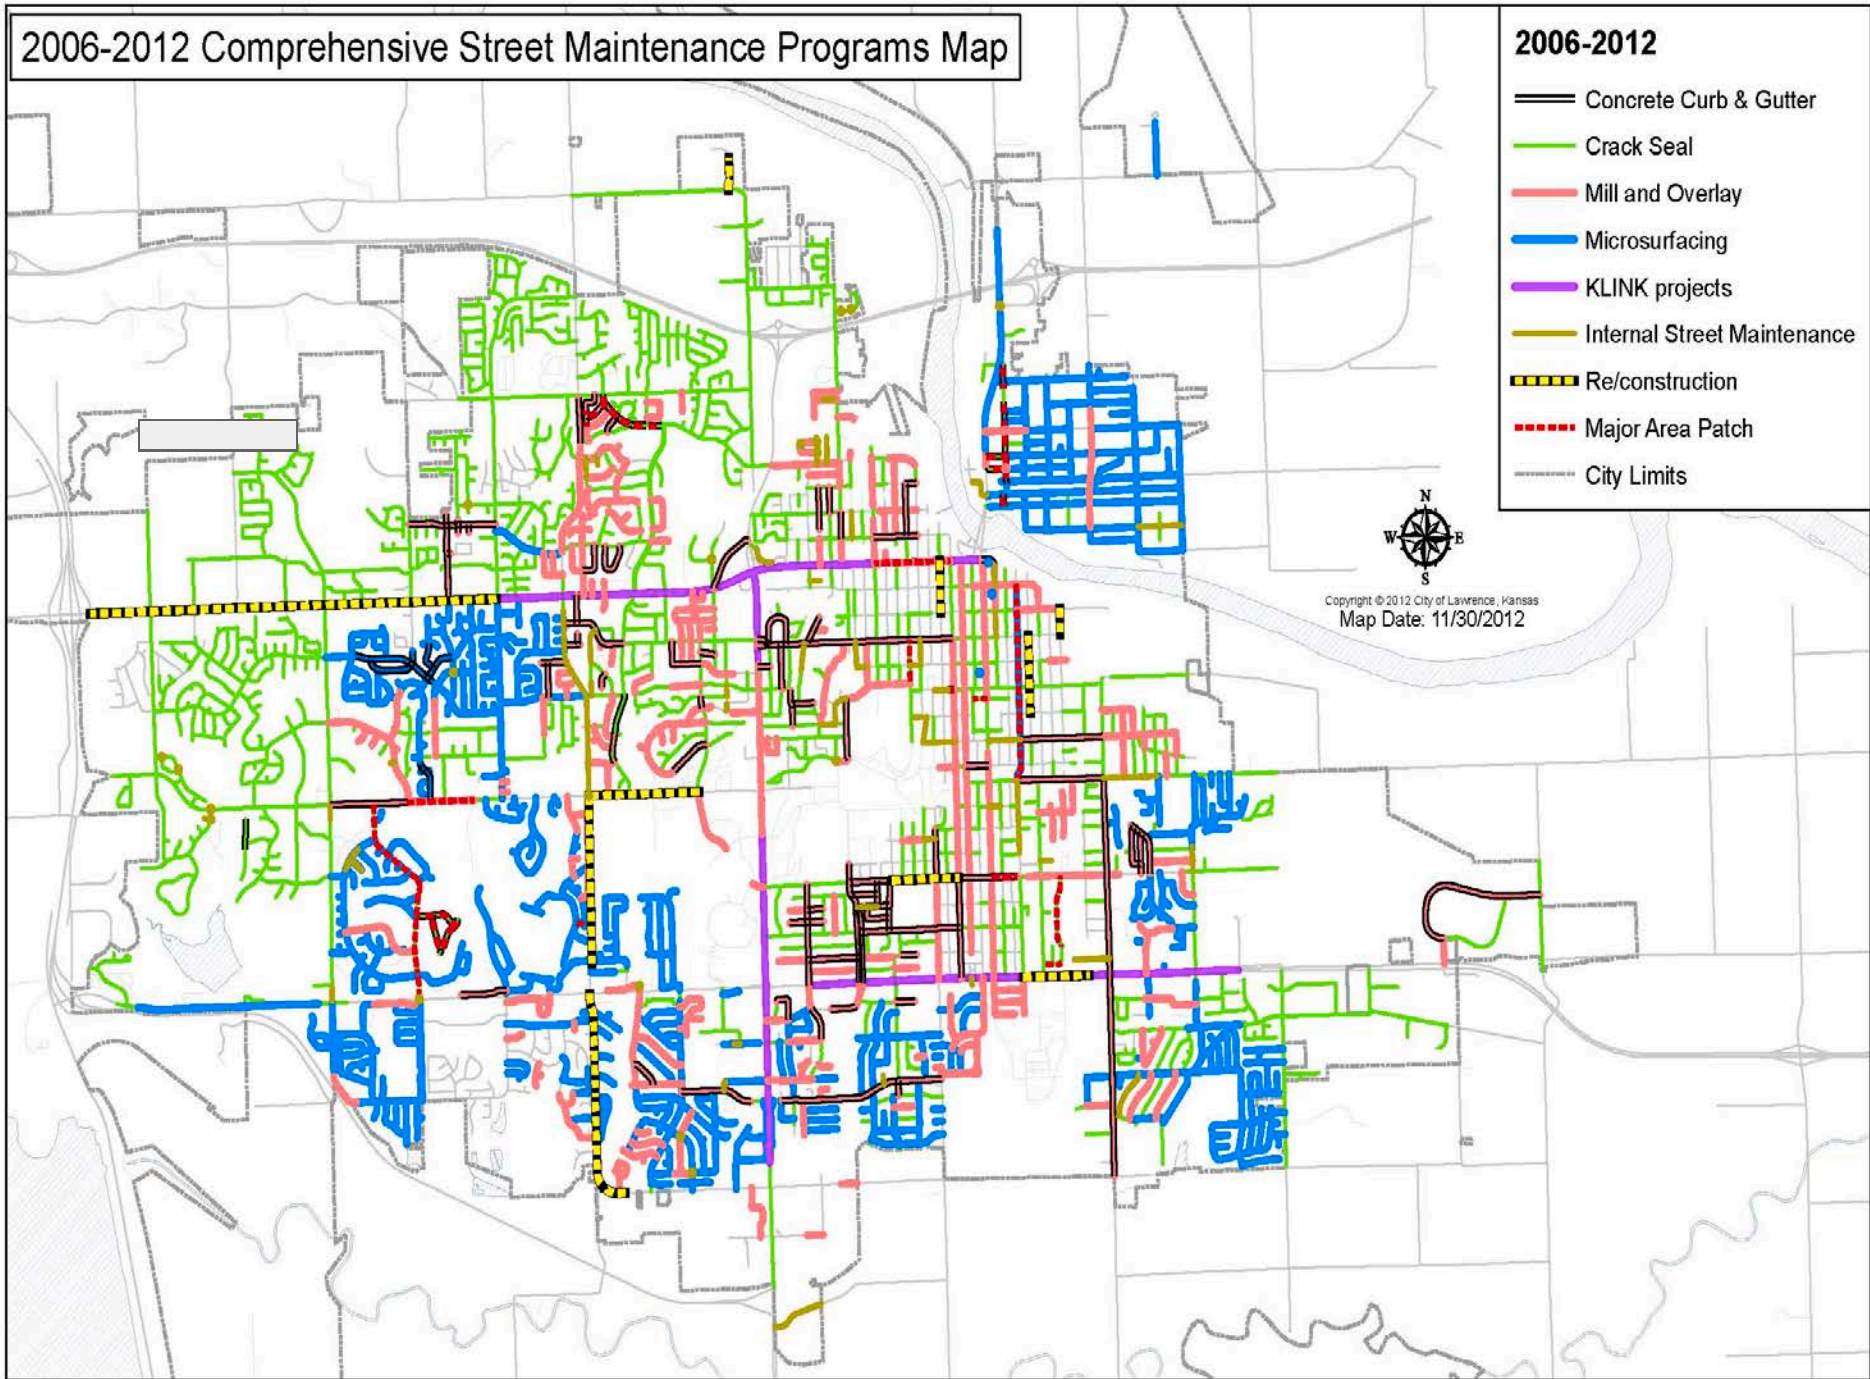 2006-2012 Comprehensive Street Maintenance Programs Map
2006-2012
Concrete Curb & Gutter
Crack Seal
Mill and Overlay
Microsurfacing
KLINK projects
Internal Street Maintenance
Re/construction
Major Area Patch
City Limits
N
W E
S
Copyright © 2012 City of Lawrence, Kansas
Map Date: 11/30/2012